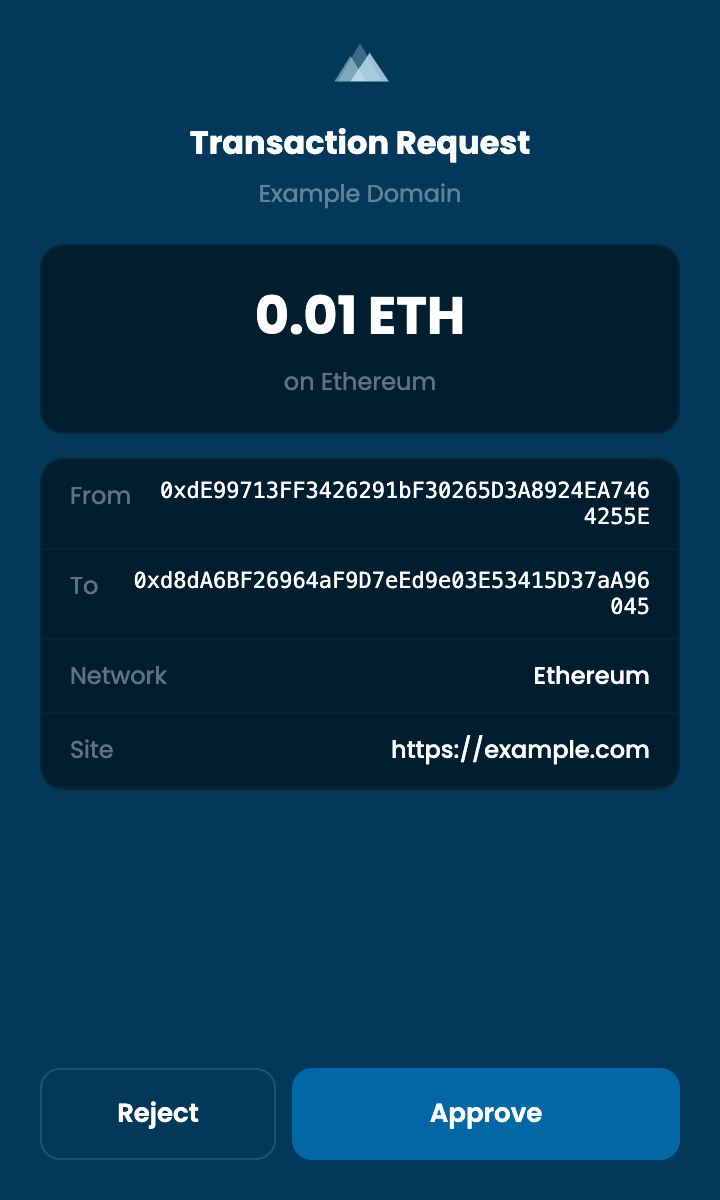 Transaction Request
Example Domain
0.01 ETH
on Ethereum
From 0xdE99713FF3426291bF30265D3A8924EA746
4255E
To 0xd8dA6BF26964aF9D7eEd9e03E53415D37aA96
045
Network Ethereum
Site https://example.com
Reject Approve